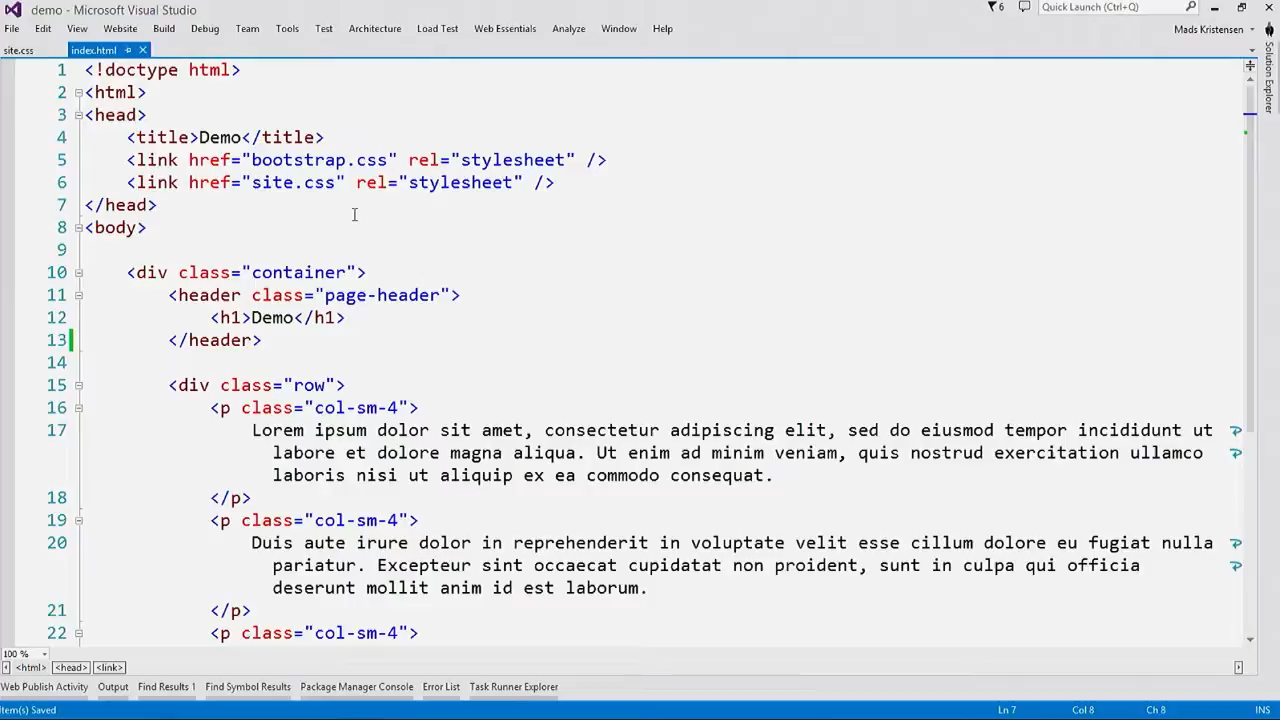 demo - Microsoft Visual Studio
6
Quick Launch (Ctrl+Q)
File Edit View Website Build Debug Team Tools Test Architecture Load Test Web Essentials Analyze Window Help
Mads Kristensen
site.css index.html
Solution Explorer
1 <!doctype html>
2 <html>
3 <head>
4 <title>Demo</title>
5 <link href="bootstrap.css" rel="stylesheet" />
6 <link href="site.css" rel="stylesheet" />
7 </head>
8 <body>
9
10 <div class="container">
11 <header class="page-header">
12 <h1>Demo</h1>
13 </header>
14
15 <div class="row">
16 <p class="col-sm-4">
17 Lorem ipsum dolor sit amet, consectetur adipiscing elit, sed do eiusmod tempor incididunt ut
labore et dolore magna aliqua. Ut enim ad minim veniam, quis nostrud exercitation ullamco
laboris nisi ut aliquip ex ea commodo consequat.
18 </p>
19 <p class="col-sm-4">
20 Duis aute irure dolor in reprehenderit in voluptate velit esse cillum dolore eu fugiat nulla
pariatur. Excepteur sint occaecat cupidatat non proident, sunt in culpa qui officia
deserunt mollit anim id est laborum.
21 </p>
22 <p class="col-sm-4">
100 %
<html> <head> <link>
Web Publish Activity Output Find Results 1 Find Symbol Results Package Manager Console Error List Task Runner Explorer
Item(s) Saved Ln 7 Col 8 Ch 8 INS